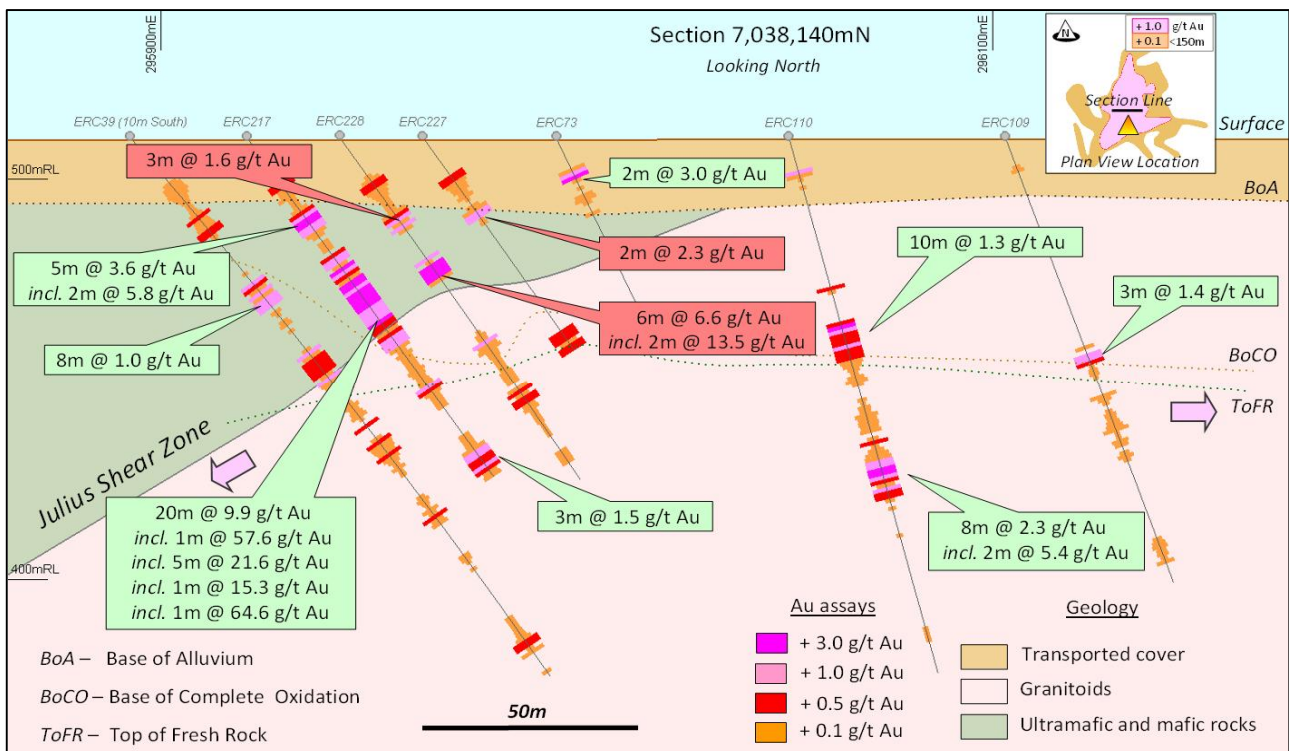 295900mE
296100mE
Section 7,038,140mN
Looking North
N
+ 1.0 g/t Au
+ 0.1 <150m
Section Line
Plan View Location
ERC39 (10m South)
ERC217
ERC228
ERC227
ERC73
ERC110
ERC109
Surface
500mRL
3m @ 1.6 g/t Au
2m @ 3.0 g/t Au
BoA
5m @ 3.6 g/t Au
incl. 2m @ 5.8 g/t Au
2m @ 2.3 g/t Au
10m @ 1.3 g/t Au
3m @ 1.4 g/t Au
6m @ 6.6 g/t Au
incl. 2m @ 13.5 g/t Au
8m @ 1.0 g/t Au
BoCO
ToFR
Julius Shear Zone
20m @ 9.9 g/t Au
incl. 1m @ 57.6 g/t Au
incl. 5m @ 21.6 g/t Au
incl. 1m @ 15.3 g/t Au
incl. 1m @ 64.6 g/t Au
3m @ 1.5 g/t Au
8m @ 2.3 g/t Au
incl. 2m @ 5.4 g/t Au
400mRL
BoA – Base of Alluvium
BoCO – Base of Complete Oxidation
ToFR – Top of Fresh Rock
50m
Au assays
+ 3.0 g/t Au
+ 1.0 g/t Au
+ 0.5 g/t Au
+ 0.1 g/t Au
Geology
Transported cover
Granitoids
Ultramafic and mafic rocks